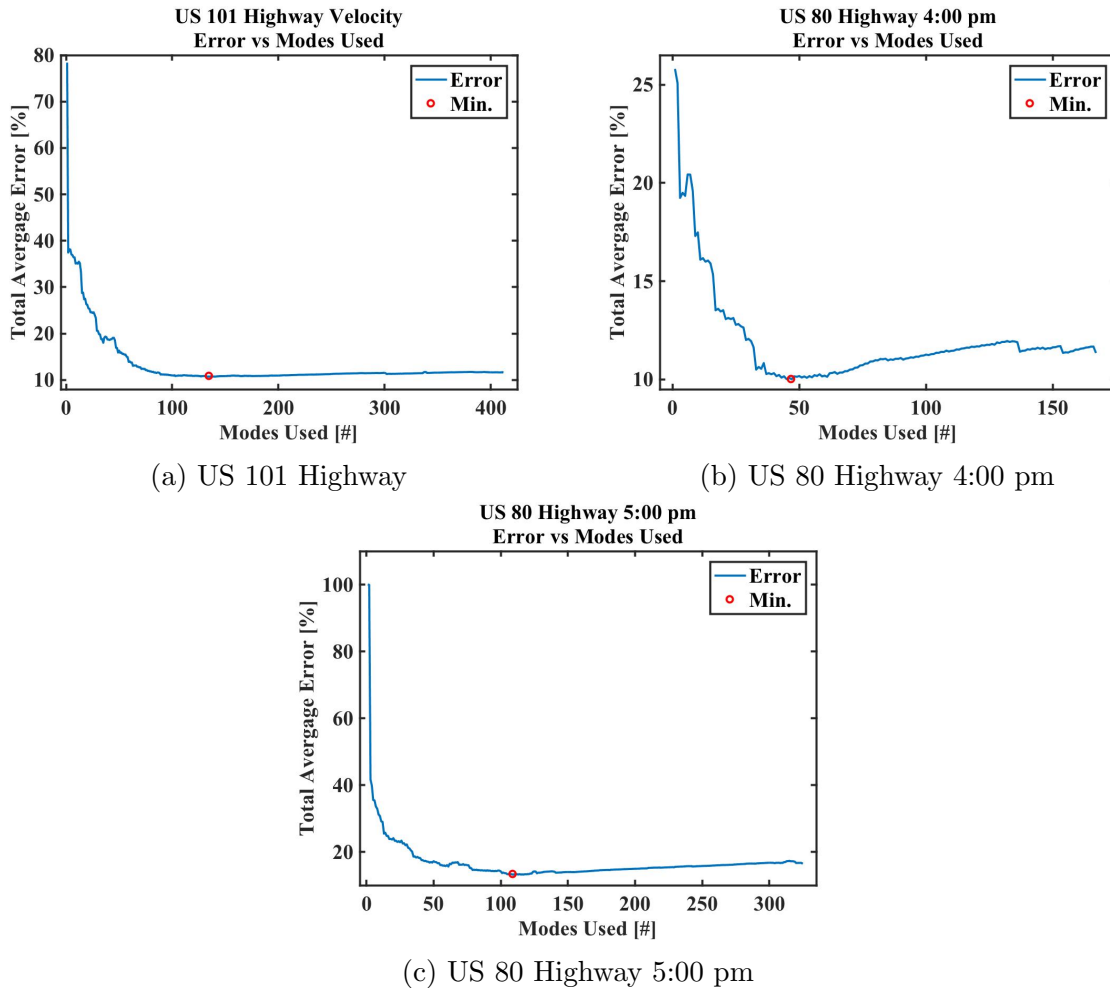 US 101 Highway Velocity
Error vs Modes Used
80
70
60
50
40
30
20
10
Total Avergage Error [%]
Error
Min.
0
100
200
300
400
Modes Used [#]
(a) US 101 Highway
US 80 Highway 4:00 pm
Error vs Modes Used
25
20
15
10
Total Avergage Error [%]
Error
Min.
0
50
100
150
Modes Used [#]
(b) US 80 Highway 4:00 pm
US 80 Highway 5:00 pm
Error vs Modes Used
100
80
60
40
20
Total Avergage Error [%]
Error
Min.
0
50
100
150
200
250
300
Modes Used [#]
(c) US 80 Highway 5:00 pm